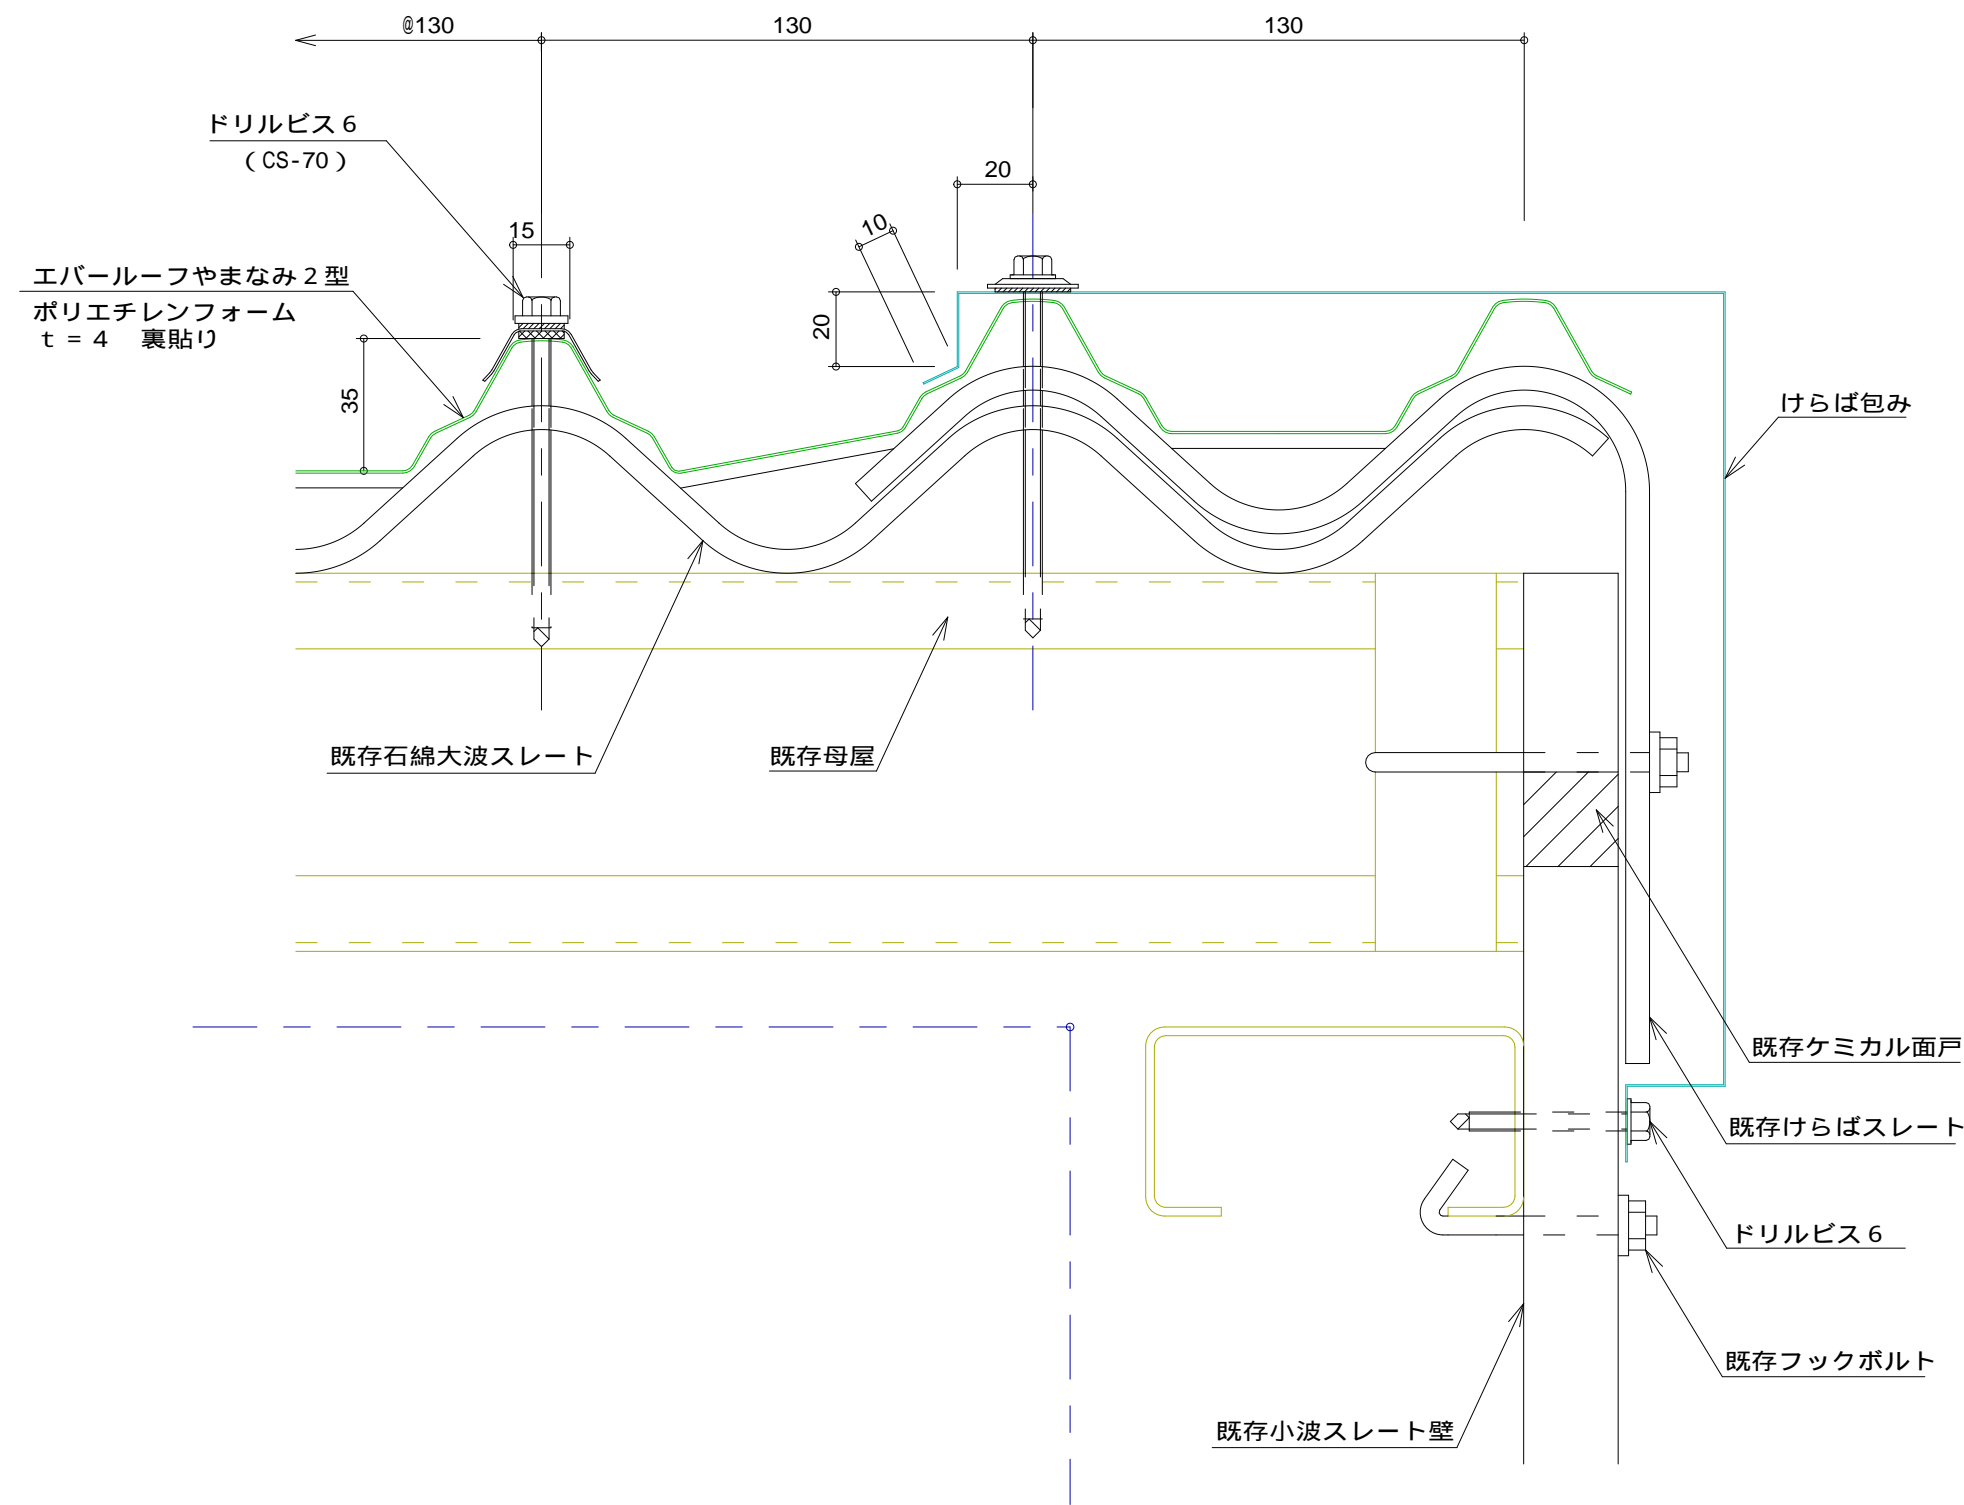 @130
130
130
ドリルビス６
（CS-70）
20
10
15
エバールーフやまなみ２型
ポリエチレンフォーム
ｔ＝４　裏貼り
20
35
けらば包み
既存石綿大波スレート
既存母屋
既存ケミカル面戸
既存けらばスレート
ドリルビス６
既存フックボルト
既存小波スレート壁